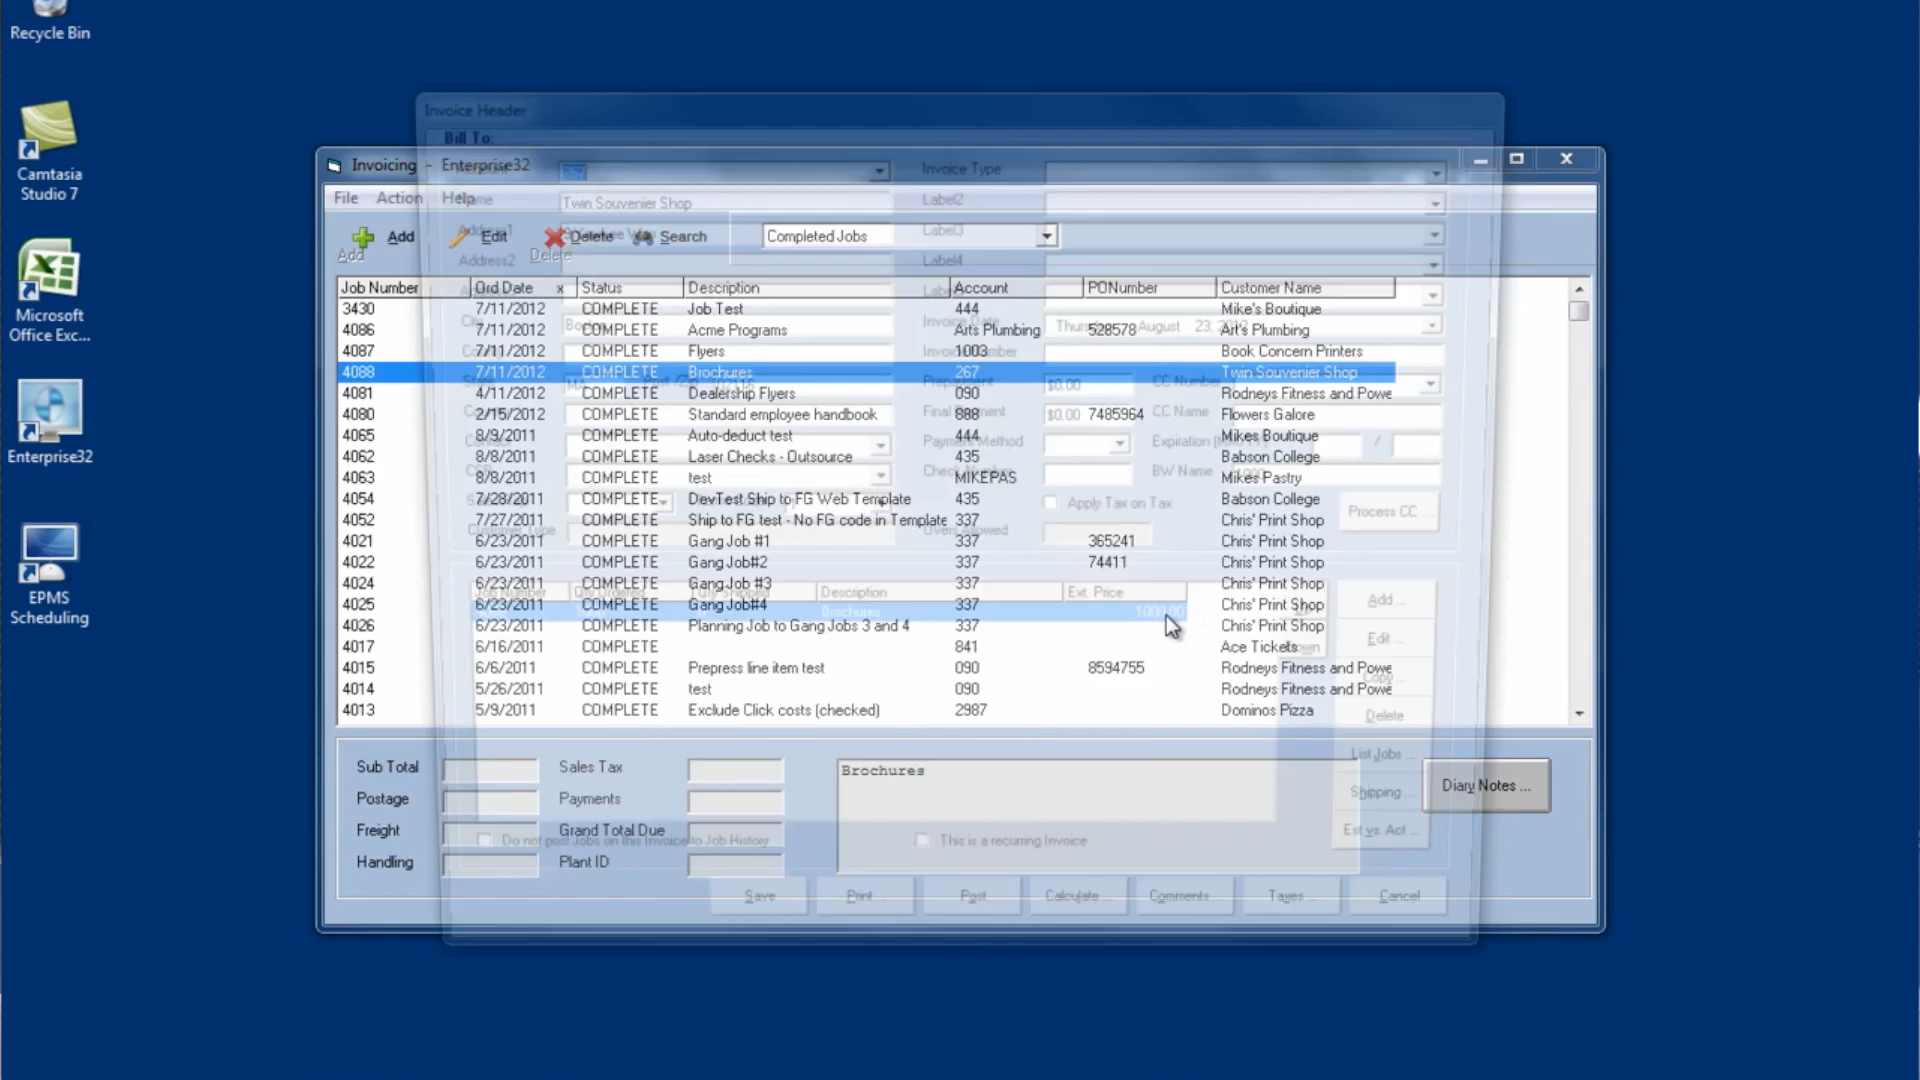 Recycle Bin
Camtasia
Studio 7
Microsoft
Office Exc...
Enterprise32
EPMS
Scheduling
Invoice Header
Bill To:
Invoicing - Enterprise32
Invoice Type
File Action Help
Twin Souvenier Shop
Label2
Add Edit Delete Search
Completed Jobs
Label3
Add Delete
Address2
Label4
Job Number Ord Date x Status Description Account PONumber Customer Name
3430 7/11/2012 COMPLETE Job Test 444 Mike's Boutique
4086 7/11/2012 COMPLETE Acme Programs Arts Plumbing 528578 Art's Plumbing
4087 7/11/2012 COMPLETE Flyers 1003 Book Concern Printers
4088 7/11/2012 COMPLETE Brochures 267 Twin Souvenier Shop
4081 4/11/2012 COMPLETE Dealership Flyers 090 Rodneys Fitness and Powe
4080 2/15/2012 COMPLETE Standard employee handbook 888 7485964 Flowers Galore
4065 8/9/2011 COMPLETE Auto-deduct test 444 Mikes Boutique
4062 8/8/2011 COMPLETE Laser Checks - Outsource 435 Babson College
4063 8/8/2011 COMPLETE test MIKEPAS Mikes Pastry
4054 7/28/2011 COMPLETE DevTest Ship to FG Web Template 435 Babson College
4052 7/27/2011 COMPLETE Ship to FG test - No FG code in Template 337 Chris' Print Shop
4021 6/23/2011 COMPLETE Gang Job #1 337 365241 Chris' Print Shop
4022 6/23/2011 COMPLETE Gang Job#2 337 74411 Chris' Print Shop
4024 6/23/2011 COMPLETE Gang Job #3 337 Chris' Print Shop
4025 6/23/2011 COMPLETE Gang Job#4 337 Chris' Print Shop
4026 6/23/2011 COMPLETE Planning Job to Gang Jobs 3 and 4 337 Chris' Print Shop
4017 6/16/2011 COMPLETE 841 Ace Tickets
4015 6/6/2011 COMPLETE Prepress line item test 090 8594755 Rodneys Fitness and Powe
4014 5/26/2011 COMPLETE test 090 Rodneys Fitness and Powe
4013 5/9/2011 COMPLETE Exclude Click costs (checked) 2987 Dominos Pizza
$0.00 CC Number
$0.00 CC Name
Payment Method
BW Name
Apply Tax on Tax
Process CC ...
Customer Type
Description Ext. Price
Brochures 1000.00
Add ...
Edit ...
Copy ...
Delete
List Jobs ...
Shipping ...
Est vs. Act ...
Sub Total Sales Tax
Brochures
Diary Notes ...
Postage Payments
Freight Grand Total Due
Do not post Jobs on this Invoice to Job History
This is a recurring Invoice
Handling Plant ID
Save Print ... Post Calculate ... Comments ... Taxes ... Cancel